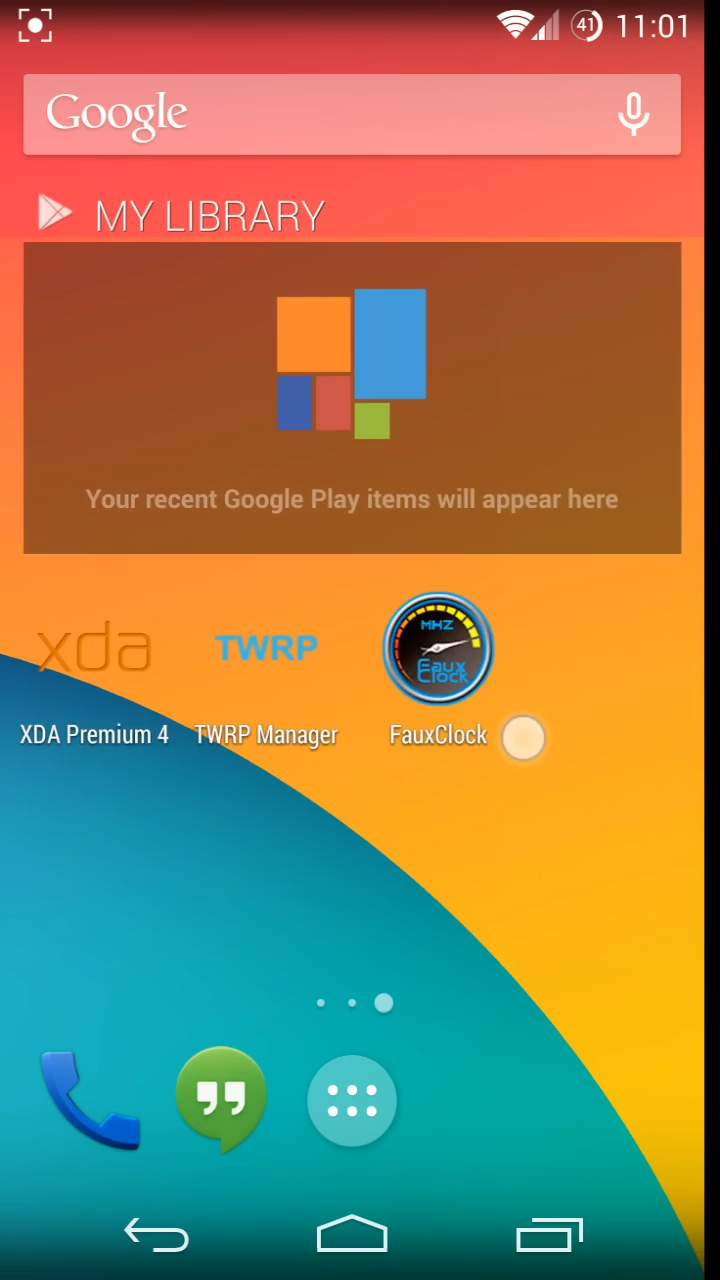 41 11:01
Google
MY LIBRARY
Your recent Google Play items will appear here
xda TWRP MHZ
Faux
Clock
XDA Premium 4 TWRP Manager FauxClock